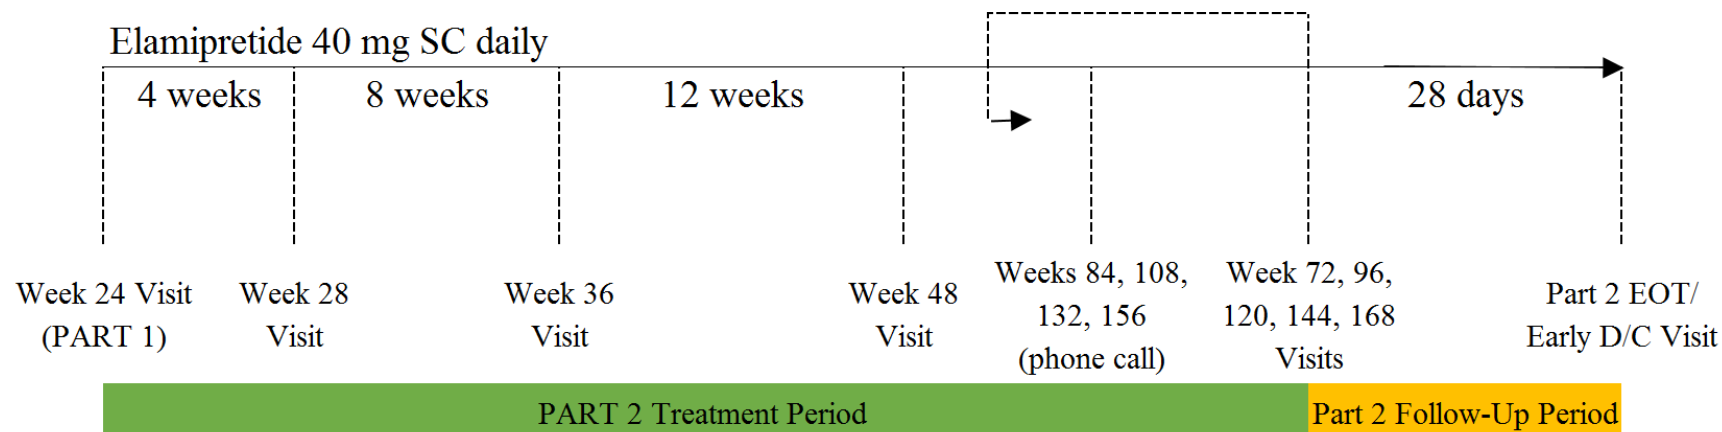 Elamipretide 40 mg SC daily
4 weeks
8 weeks
12 weeks
28 days
Week 24 Visit
(PART 1)
Week 28
Visit
Week 36
Visit
Week 48
Visit
Weeks 84, 108,
132, 156
(phone call)
Week 72, 96,
120, 144, 168
Visits
Part 2 EOT/
Early D/C Visit
PART 2 Treatment Period
Part 2 Follow-Up Period